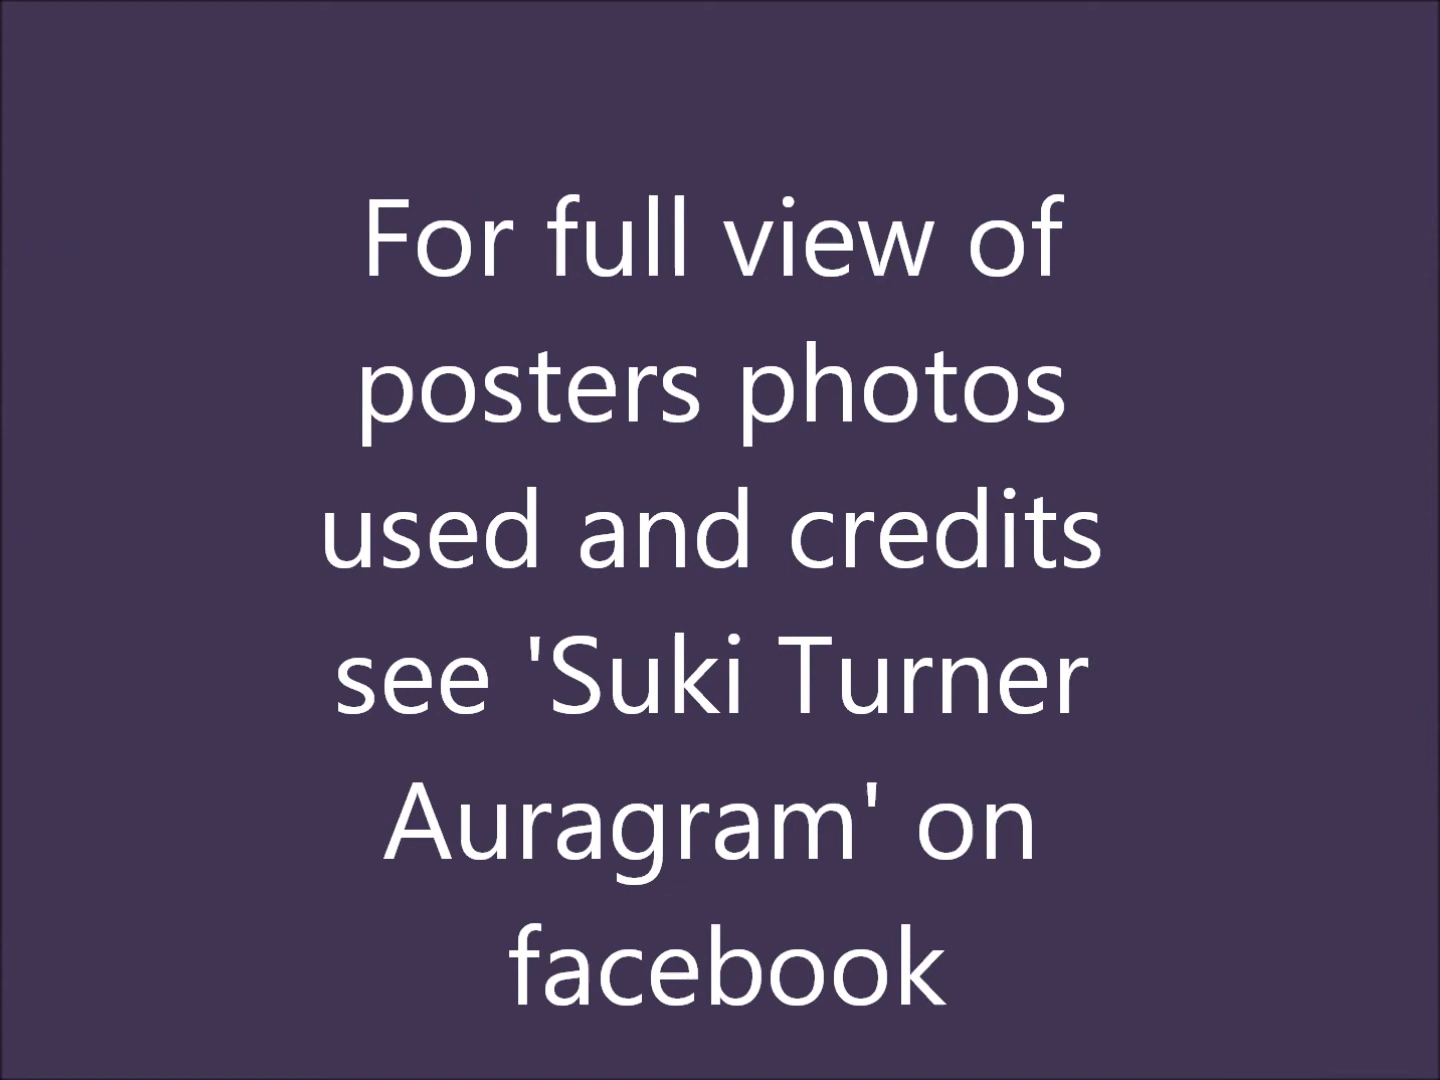 For full view of
posters photos
used and credits
see 'Suki Turner
Auragram' on
facebook